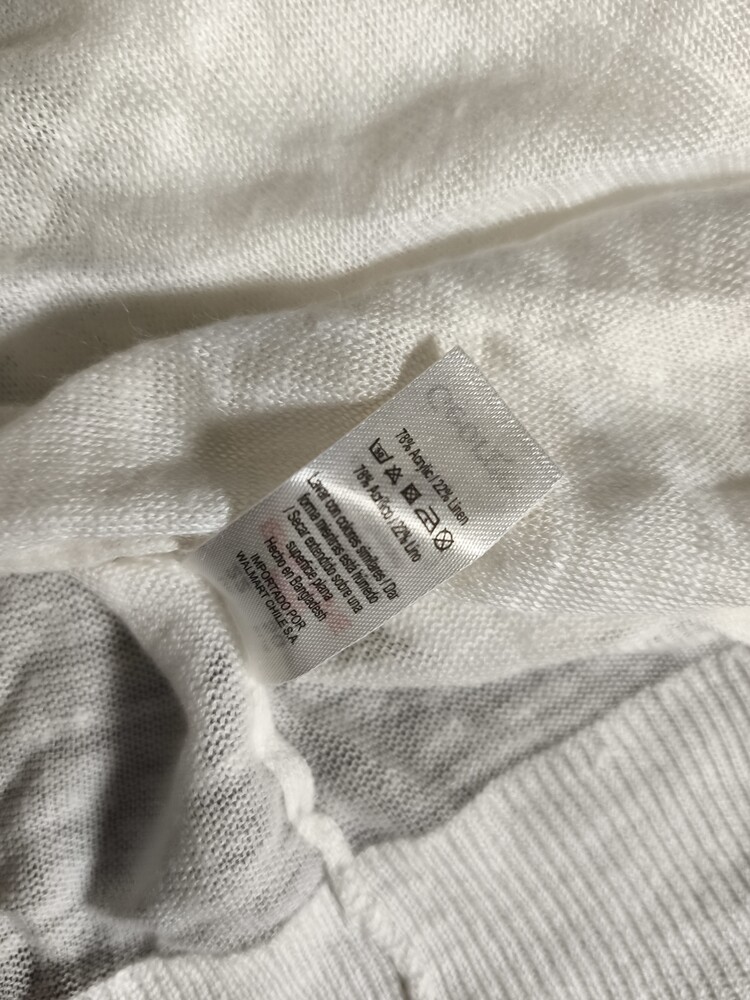 78% Acrylic / 22% Linen
78% Acrílico / 22% Lino
Lavar con colores similares / Dar
forma mientras está húmedo
/ Secar extendido sobre una
superficie plana
Hecho en Bangladesh
IMPORTADO POR
WALMART CHILE S.A